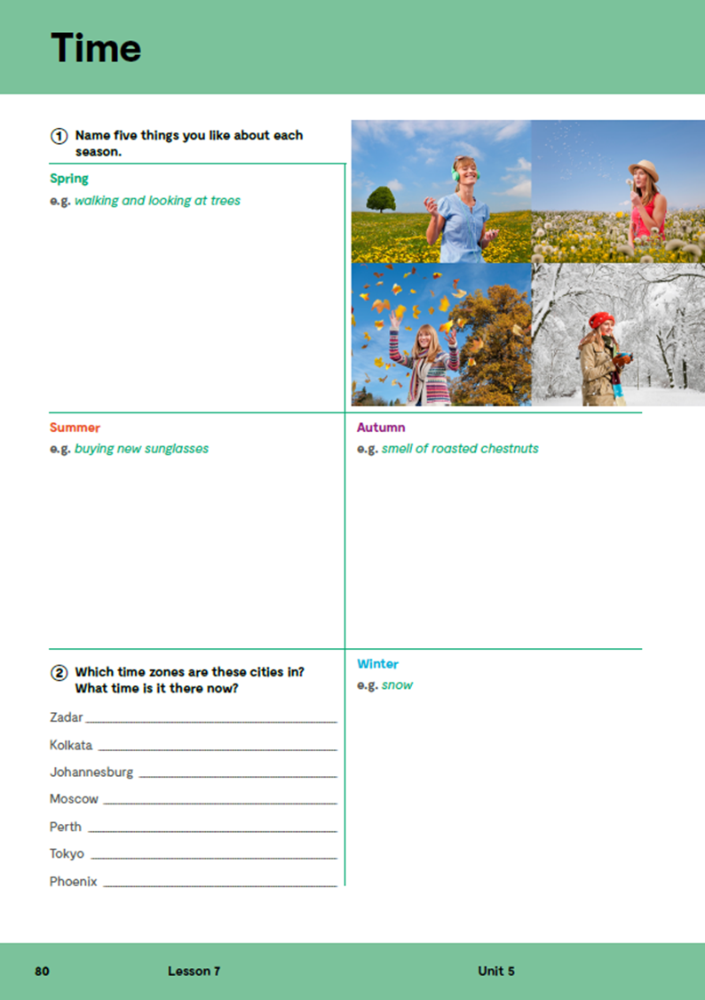 Time
1 Name five things you like about each
season.
Spring
e.g. walking and looking at trees
Summer
e.g. buying new sunglasses
Autumn
e.g. smell of roasted chestnuts
2 Which time zones are these cities in?
What time is it there now?
Zadar
Kolkata
Johannesburg
Moscow
Perth
Tokyo
Phoenix
Winter
e.g. snow
80 Lesson 7 Unit 5